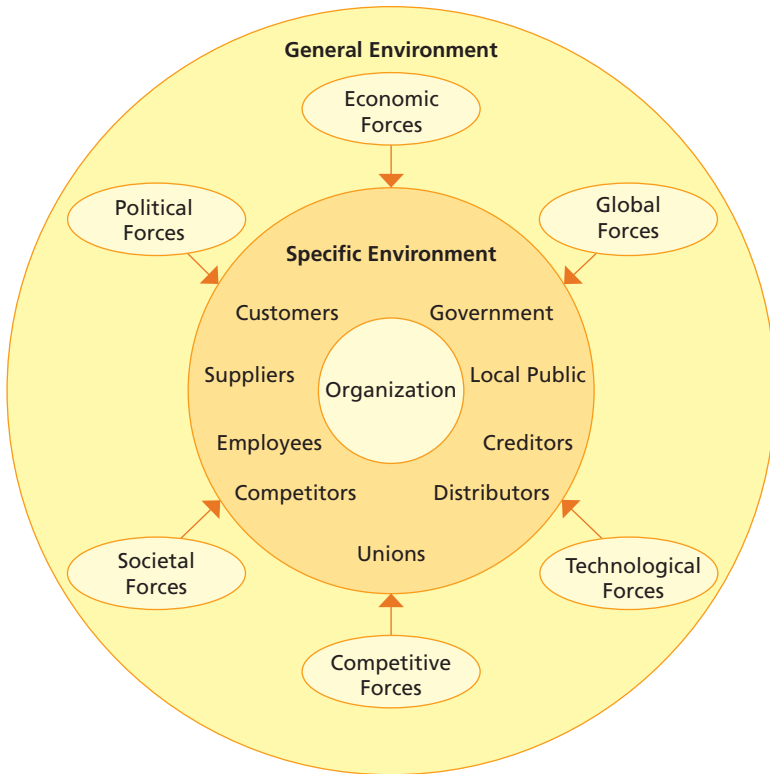 General Environment
Economic
Forces
Political
Forces
Global
Forces
Specific Environment
Customers
Government
Suppliers
Organization
Local Public
Employees
Creditors
Competitors
Distributors
Unions
Societal
Forces
Technological
Forces
Competitive
Forces